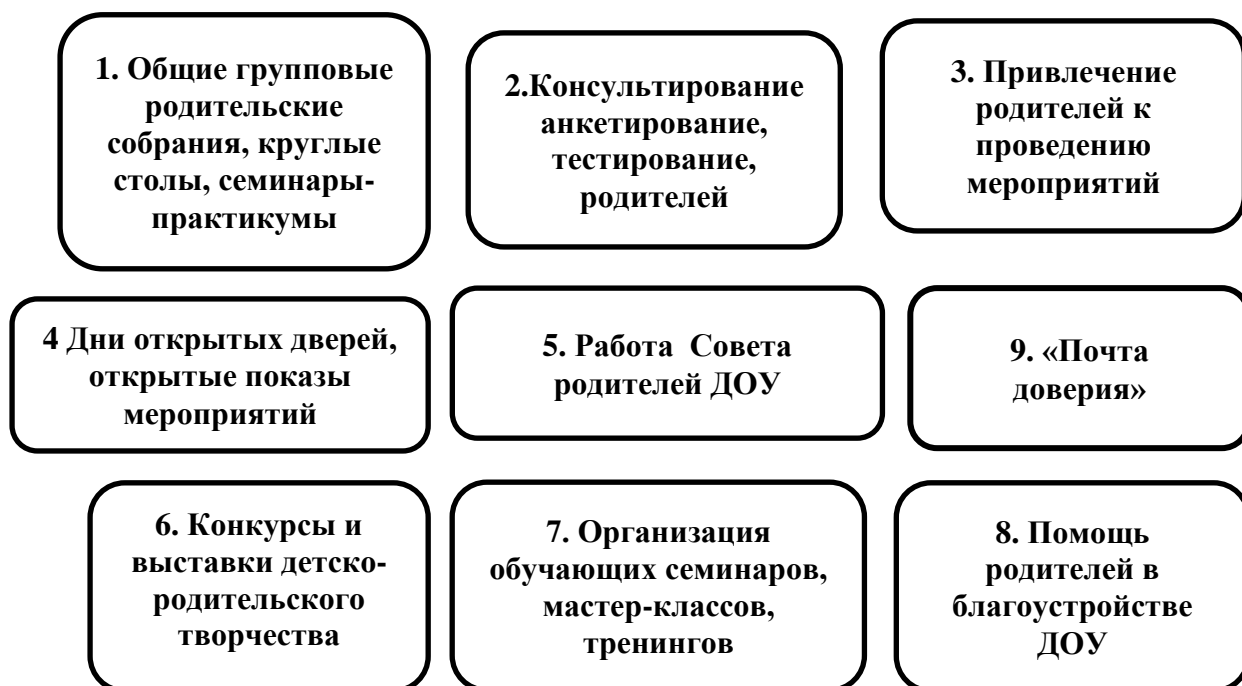 1. Общие групповые
родительские
собрания, круглые
столы, семинары-
практикумы
2.Консультирование
анкетирование,
тестирование,
родителей
3. Привлечение
родителей к
проведению
мероприятий
4 Дни открытых дверей,
открытые показы
мероприятий
5. Работа Совета
родителей ДОУ
9. «Почта
доверия»
6. Конкурсы и
выставки детско-
родительского
творчества
7. Организация
обучающих семинаров,
мастер-классов,
тренингов
8. Помощь
родителей в
благоустройстве
ДОУ